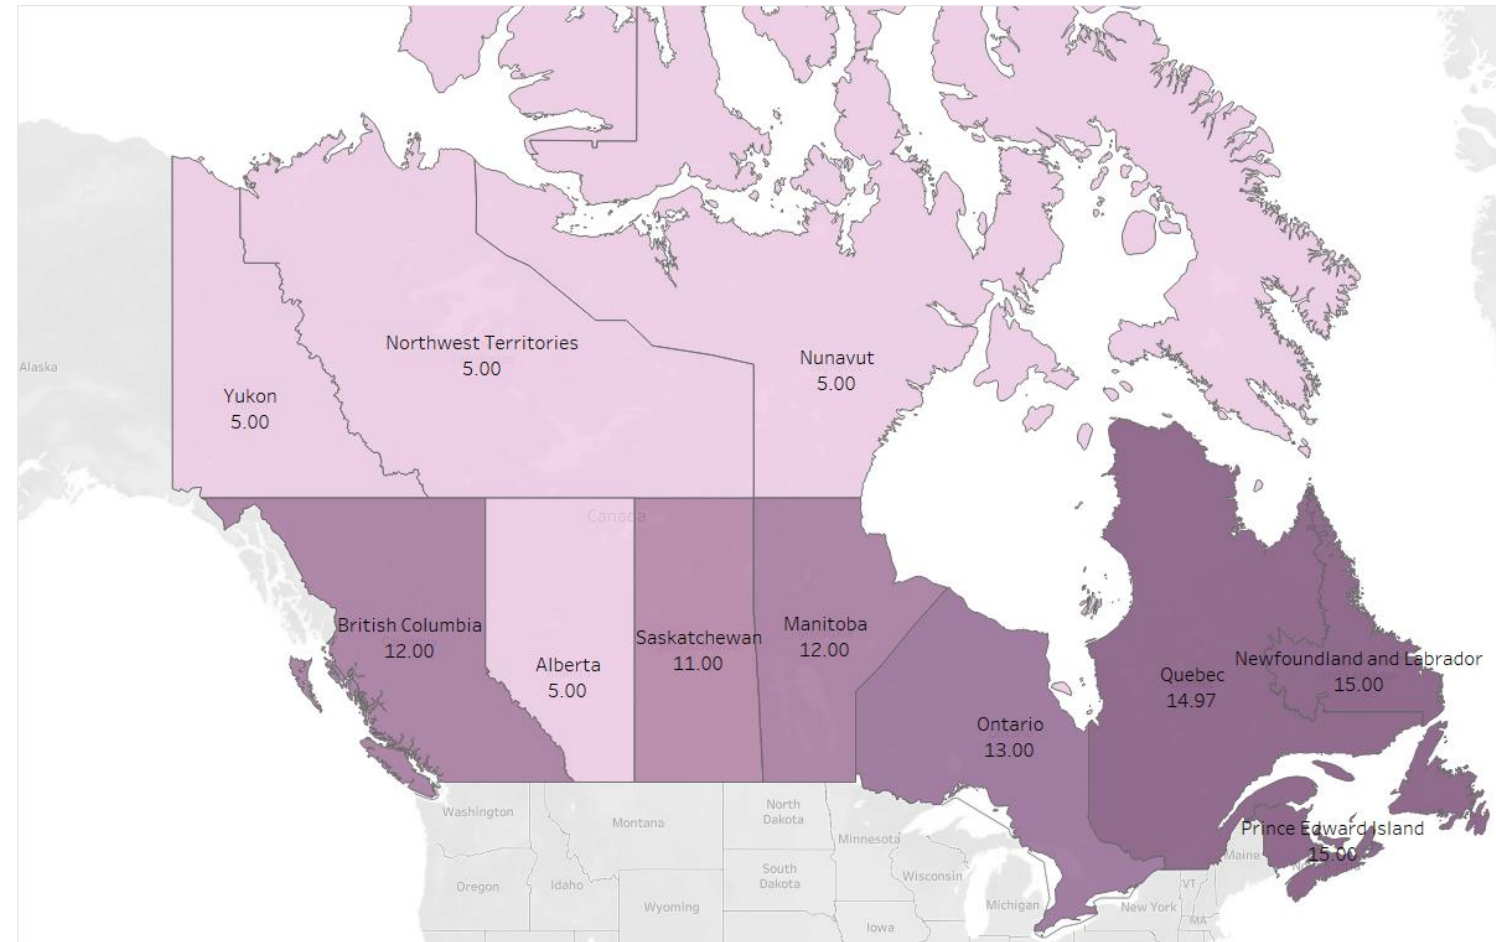 Northwest Territories
5.00
Nunavut
5.00
Alaska
Yukon
5.00
Canada
British Columbia
12.00
Alberta
5.00
Saskatchewan
11.00
Manitoba
12.00
Ontario
13.00
Quebec
14.97
Newfoundland and Labrador
15.00
Prince Edward Island
15.00
Washington
Montana
North
Dakota
Minnesota
Maine
South
Dakota
Oregon
Idaho
Wyoming
Wisconsin
Michigan
New York
VT
MA
Iowa